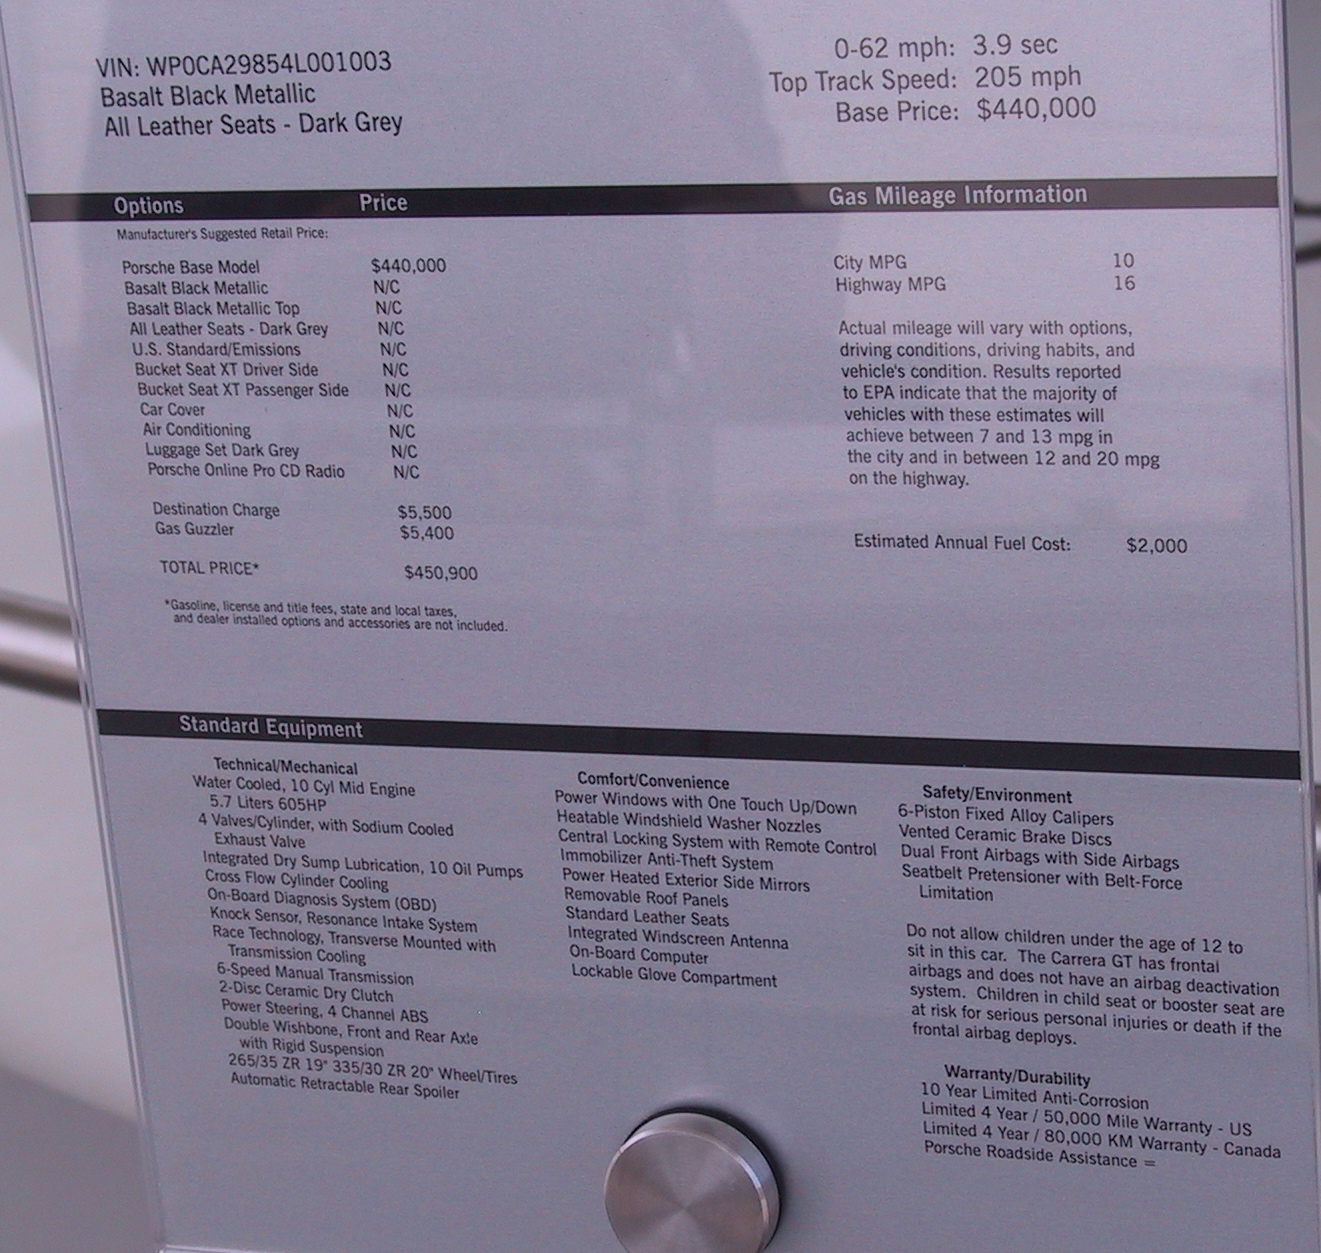 VIN: WP0CA29854L001003
Basalt Black Metallic
All Leather Seats - Dark Grey
0-62 mph: 3.9 sec
Top Track Speed: 205 mph
Base Price: $440,000
Options Price
Manufacturer's Suggested Retail Price:
Porsche Base Model $440,000
Basalt Black Metallic N/C
Basalt Black Metallic Top N/C
All Leather Seats - Dark Grey N/C
U.S. Standard/Emissions N/C
Bucket Seat XT Driver Side N/C
Bucket Seat XT Passenger Side N/C
Car Cover N/C
Air Conditioning N/C
Luggage Set Dark Grey N/C
Porsche Online Pro CD Radio N/C
Destination Charge $5,500
Gas Guzzler $5,400
TOTAL PRICE* $450,900
*Gasoline, license and title fees, state and local taxes,
and dealer installed options and accessories are not included.
Gas Mileage Information
City MPG 10
Highway MPG 16
Actual mileage will vary with options,
driving conditions, driving habits, and
vehicle's condition. Results reported
to EPA indicate that the majority of
vehicles with these estimates will
achieve between 7 and 13 mpg in
the city and in between 12 and 20 mpg
on the highway.
Estimated Annual Fuel Cost: $2,000
Standard Equipment
Technical/Mechanical
Water Cooled, 10 Cyl Mid Engine
5.7 Liters 605HP
4 Valves/Cylinder, with Sodium Cooled
Exhaust Valve
Integrated Dry Sump Lubrication, 10 Oil Pumps
Cross Flow Cylinder Cooling
On-Board Diagnosis System (OBD)
Knock Sensor, Resonance Intake System
Race Technology, Transverse Mounted with
Transmission Cooling
6-Speed Manual Transmission
2-Disc Ceramic Dry Clutch
Power Steering, 4 Channel ABS
Double Wishbone, Front and Rear Axle
with Rigid Suspension
265/35 ZR 19" 335/30 ZR 20" Wheel/Tires
Automatic Retractable Rear Spoiler
Comfort/Convenience
Power Windows with One Touch Up/Down
Heatable Windshield Washer Nozzles
Central Locking System with Remote Control
Immobilizer Anti-Theft System
Power Heated Exterior Side Mirrors
Removable Roof Panels
Standard Leather Seats
Integrated Windscreen Antenna
On-Board Computer
Lockable Glove Compartment
Safety/Environment
6-Piston Fixed Alloy Calipers
Vented Ceramic Brake Discs
Dual Front Airbags with Side Airbags
Seatbelt Pretensioner with Belt-Force
Limitation
Do not allow children under the age of 12 to
sit in this car. The Carrera GT has frontal
airbags and does not have an airbag deactivation
system. Children in child seat or booster seat are
at risk for serious personal injuries or death if the
frontal airbag deploys.
Warranty/Durability
10 Year Limited Anti-Corrosion
Limited 4 Year / 50,000 Mile Warranty - US
Limited 4 Year / 80,000 KM Warranty - Canada
Porsche Roadside Assistance =